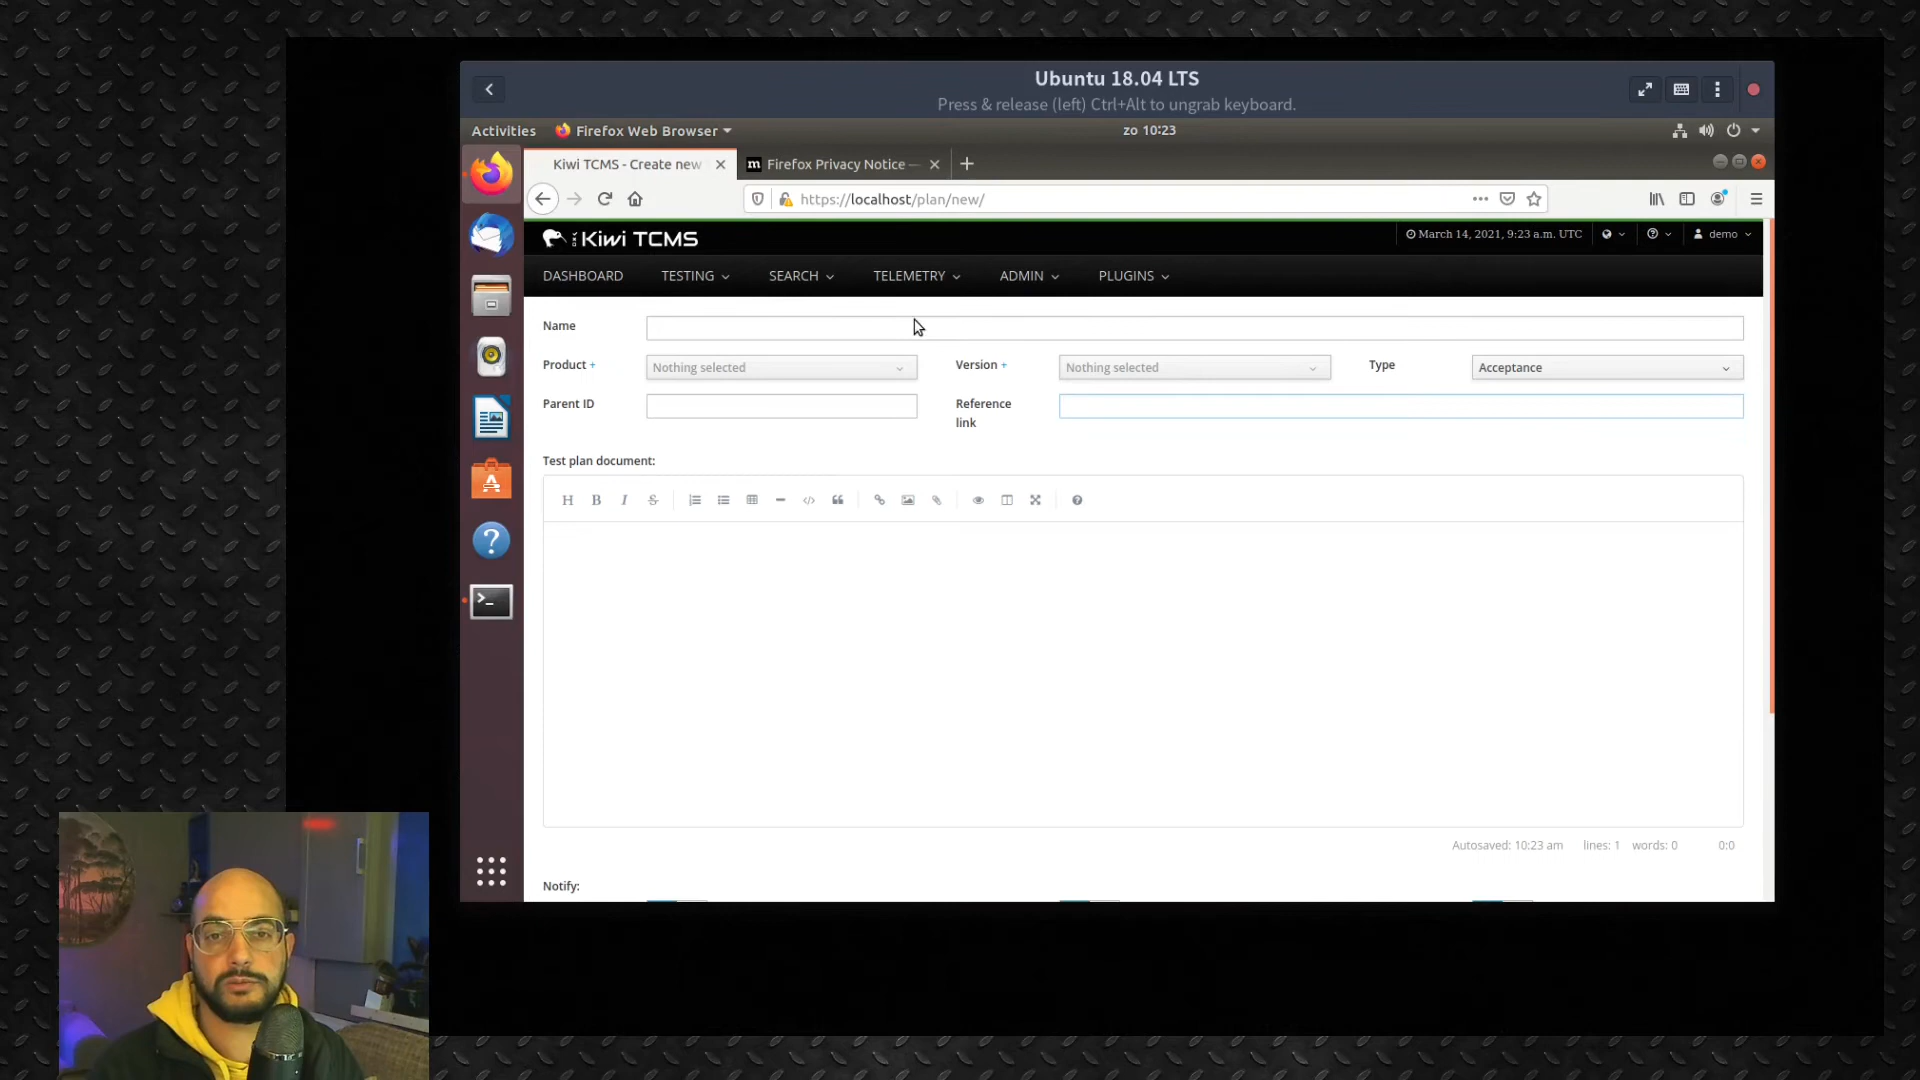 Ubuntu 18.04 LTS
Press & release (left) Ctrl+Alt to ungrab keyboard.
Activities Firefox Web Browser zo 10:23
Kiwi TCMS - Create new Firefox Privacy Notice —
https://localhost/plan/new/
Kiwi TCMS March 14, 2021, 9:23 a.m. UTC demo
DASHBOARD TESTING SEARCH TELEMETRY ADMIN PLUGINS
Name
Product + Nothing selected Version + Nothing selected Type Acceptance
Parent ID Reference
link
Test plan document:
H B I S
Autosaved: 10:23 am lines: 1 words: 0 0:0
Notify: